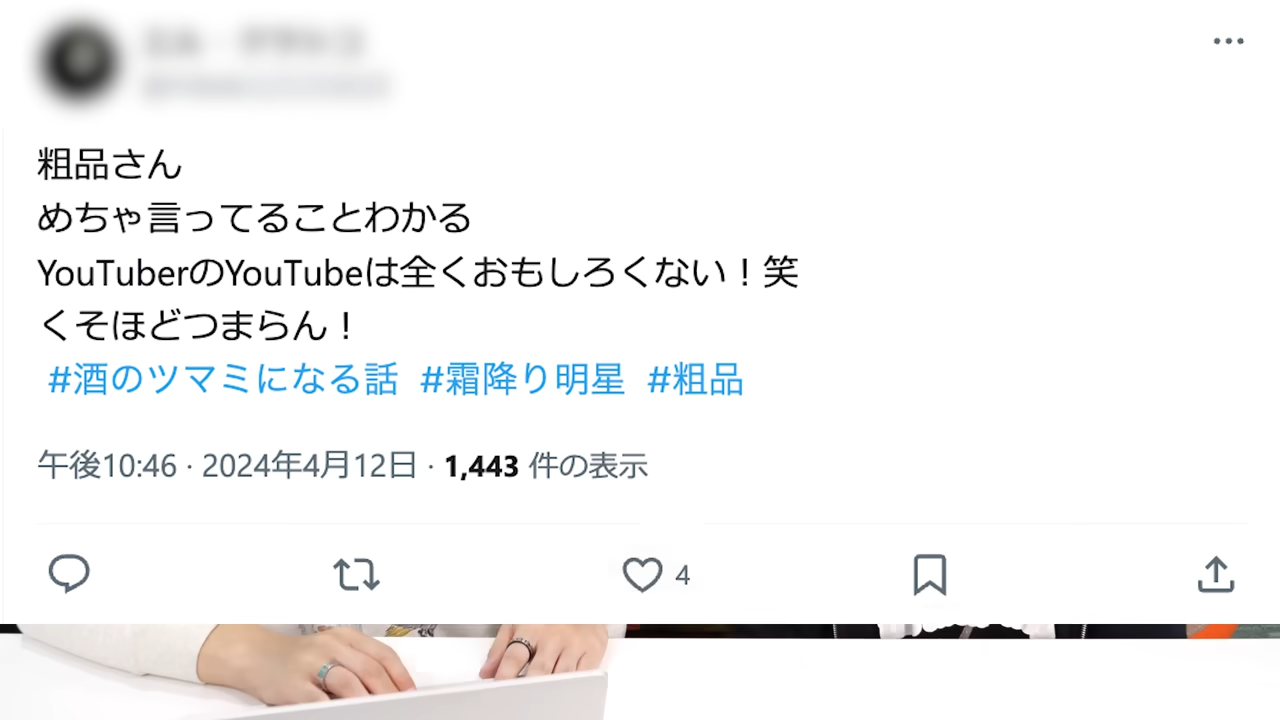 粗品さん
めちゃ言ってることわかる
YouTuberのYouTubeは全くおもしろくない！笑
くそほどつまらん！
#酒のツマミになる話 #霜降り明星 #粗品
午後10:46 · 2024年4月12日 · 1,443 件の表示
4